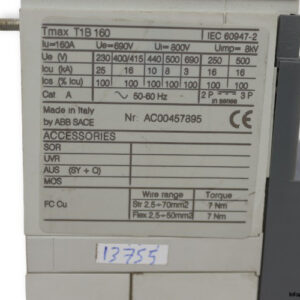 Tmax T1B 160 IEC 60947-2
Iu=160A Ue=690V Ui=800V Uimp=8kV
Ue (V) 230 400/415 440 500 690 250 500
Icu (kA) 25 16 10 8 3 16
Ics (% Icu) 100 100 100 100 100 100 100
Cat A 50-60 Hz 2 P 3 P
in series
Made in Italy
by ABB SACE
Nr. AC00457895 CE
ACCESSORIES
SOR
UVR
AUS (SY + Q)
MOS
FC Cu Wire range Torque
Str 2,5÷70mm2 7 Nm
Flex 2,5÷50mm2 7 Nm
13755